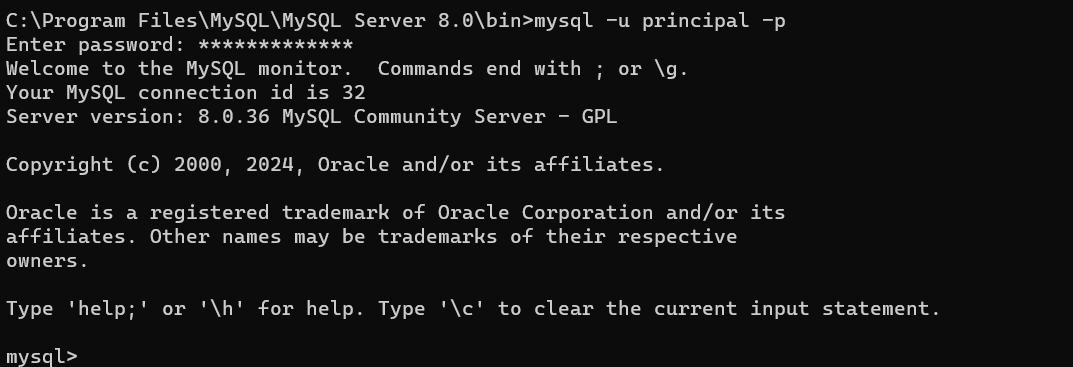 C:\Program Files\MySQL\MySQL Server 8.0\bin>mysql -u principal -p
Enter password: *************
Welcome to the MySQL monitor.  Commands end with ; or \g.
Your MySQL connection id is 32
Server version: 8.0.36 MySQL Community Server - GPL
Copyright (c) 2000, 2024, Oracle and/or its affiliates.
Oracle is a registered trademark of Oracle Corporation and/or its
affiliates. Other names may be trademarks of their respective
owners.
Type 'help;' or '\h' for help. Type '\c' to clear the current input statement.
mysql>